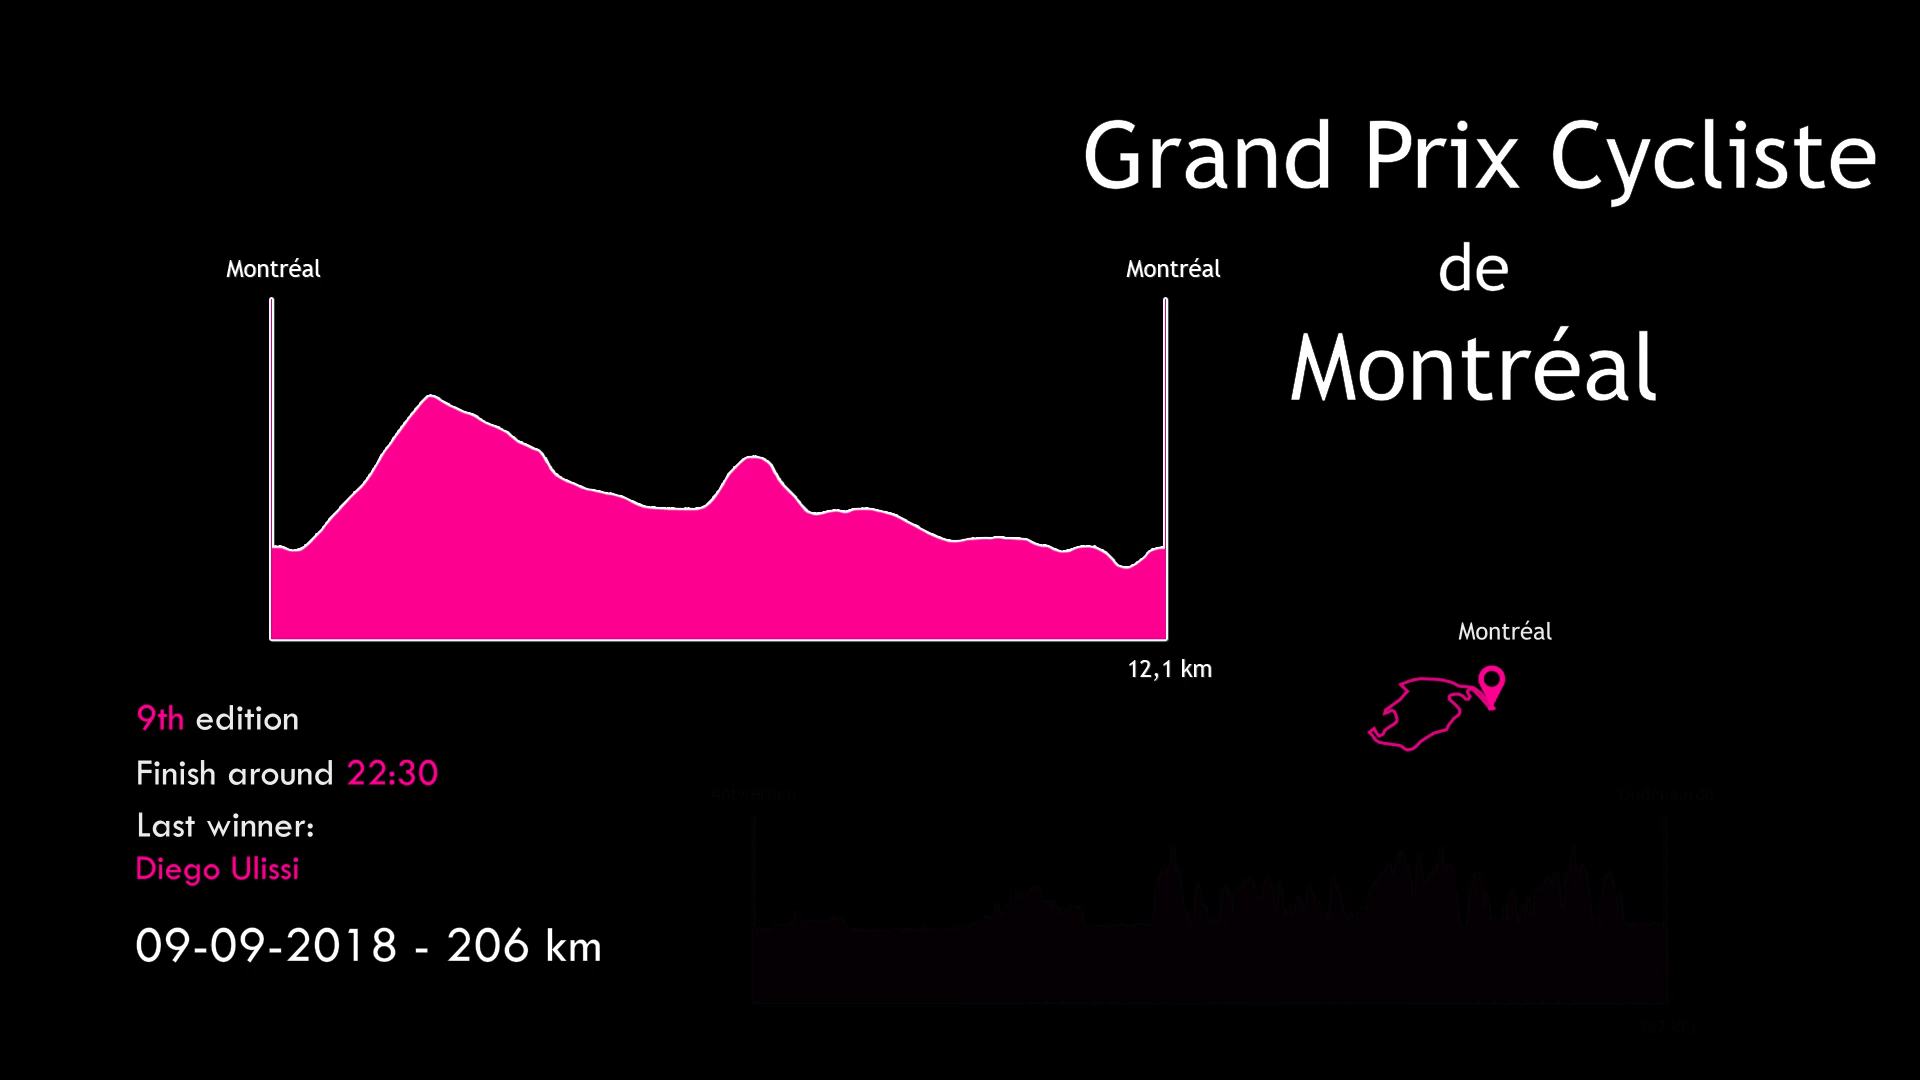 Grand Prix Cycliste
de
Montréal
Montréal
Montréal
12,1 km
Montréal
9th edition
Finish around 22:30
Last winner:
Diego Ulissi
09-09-2018 - 206 km